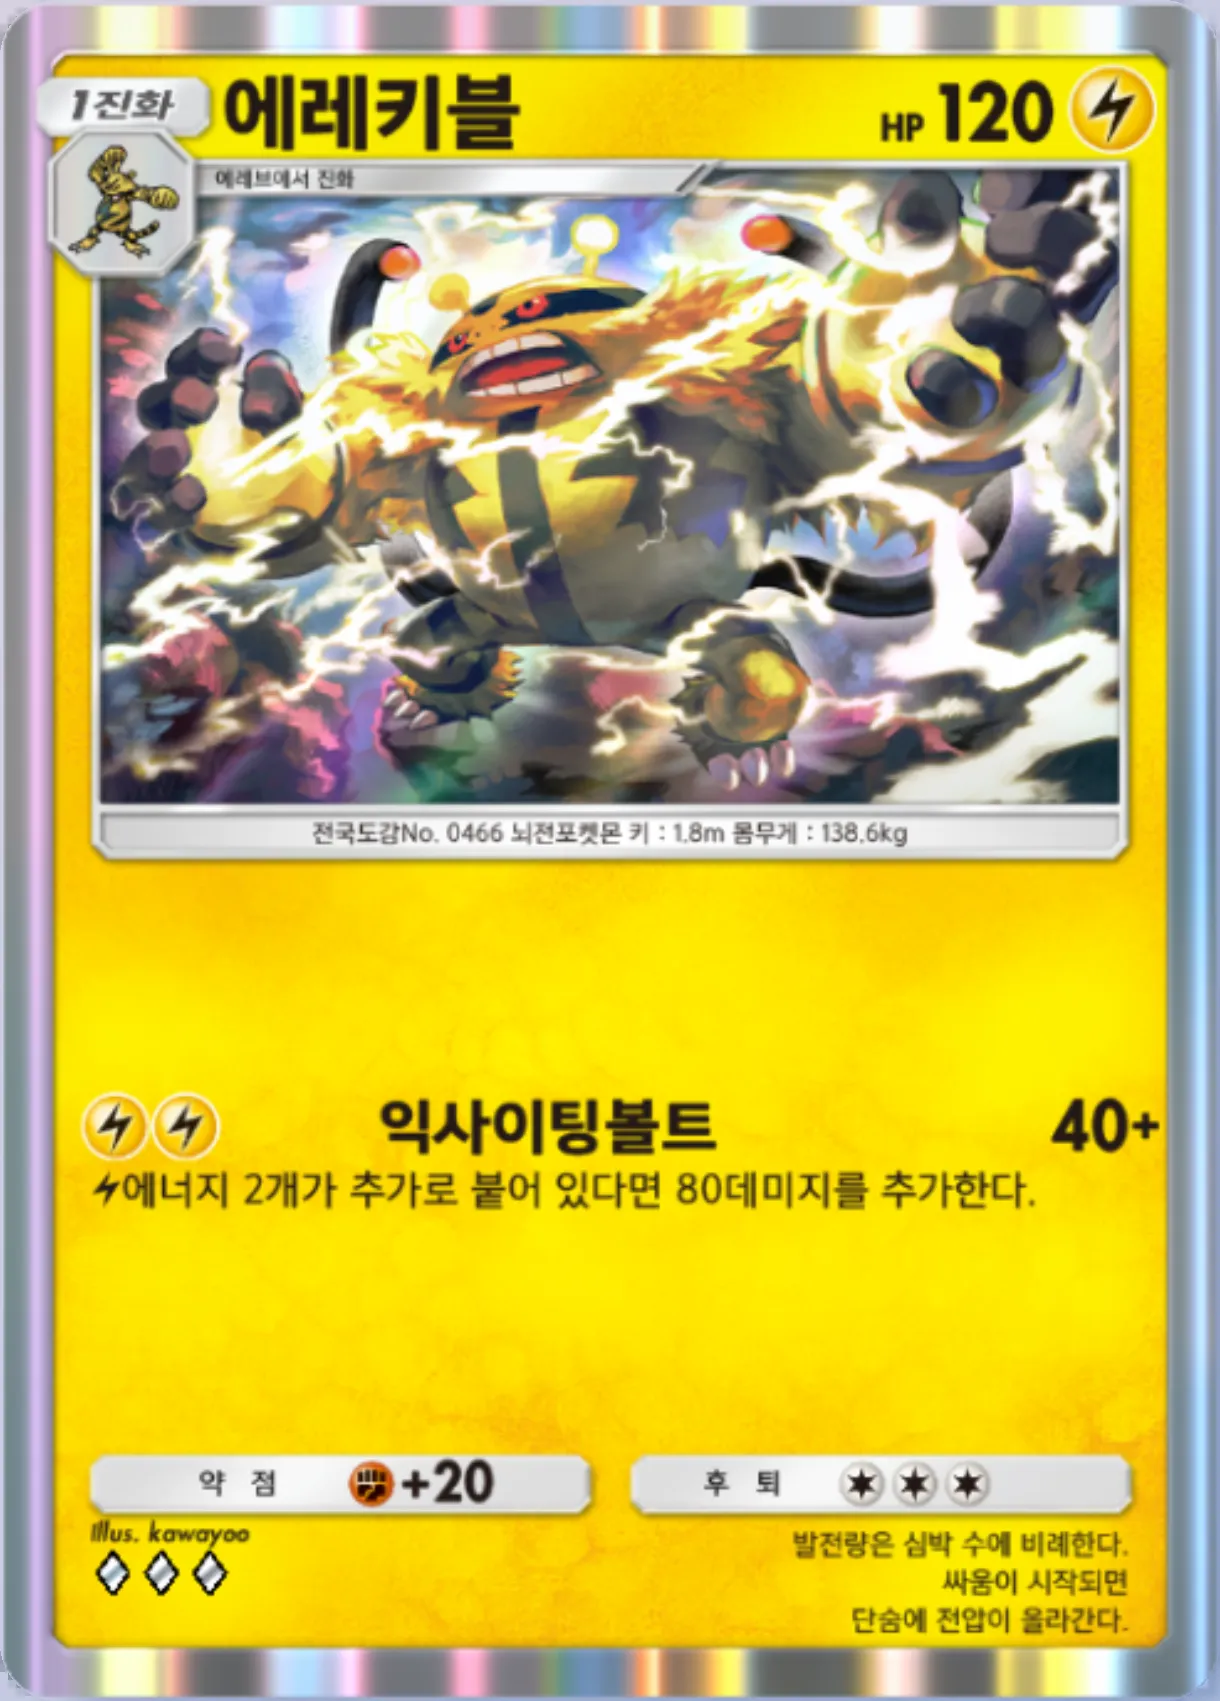 1진화
에레키블
HP 120
에레브에서 진화
전국도감No. 0466 뇌전포켓몬 키 : 1.8m 몸무게 : 138.6kg
익사이팅볼트 40+
에너지 2개가 추가로 붙어 있다면 80데미지를 추가한다.
약점 +20
후퇴
Illus. kawayoo
발전량은 심박 수에 비례한다.
싸움이 시작되면
단숨에 전압이 올라간다.